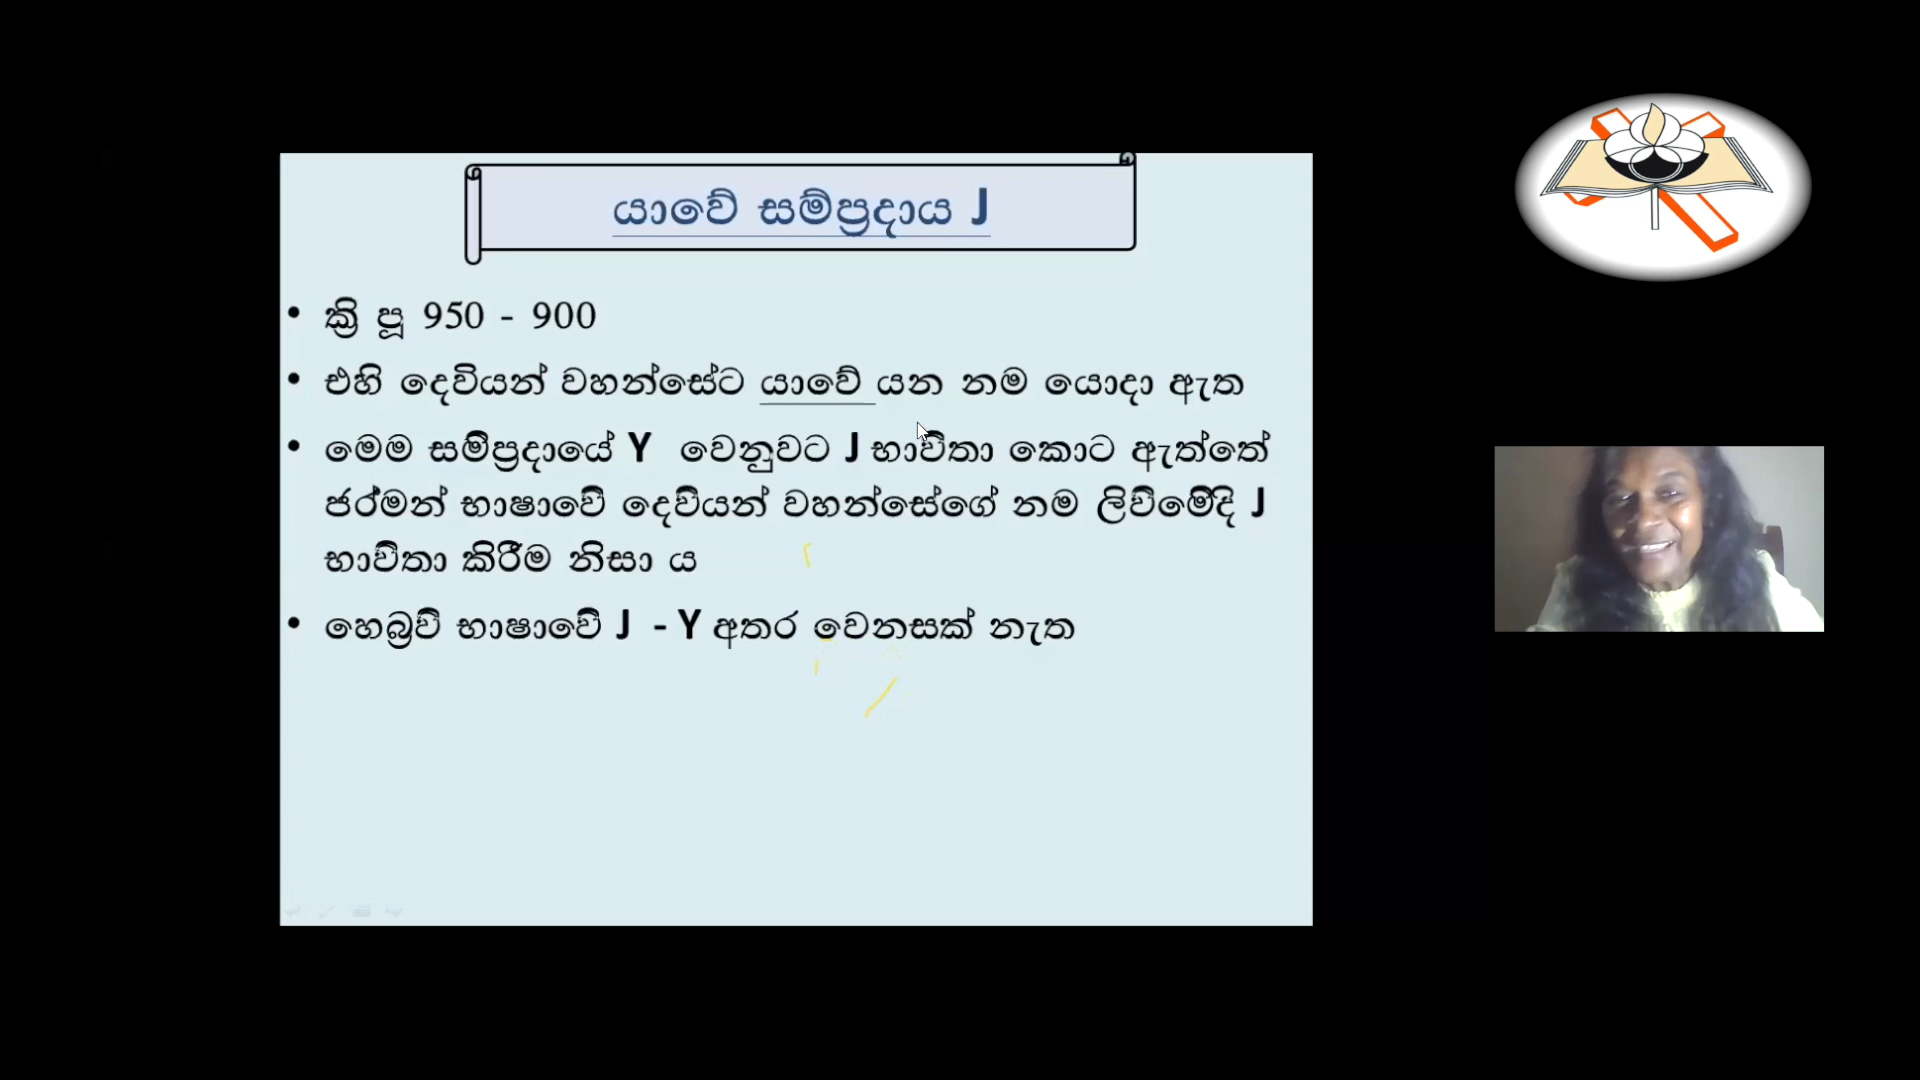 යාවේ සම්ප්‍රදාය J
• ක්‍රි පූ 950 - 900
• එහි දෙවියන් වහන්සේට යාවේ යන නම යොදා ඇත
• මෙම සම්ප්‍රදායේ Y වෙනුවට J භාවිතා කොට ඇත්තේ
ජර්මන් භාෂාවේ දෙවියන් වහන්සේගේ නම ලිවීමේදි J
භාවිතා කිරීම නිසා ය
• හෙබ්‍රව් භාෂාවේ J - Y අතර වෙනසක් නැත